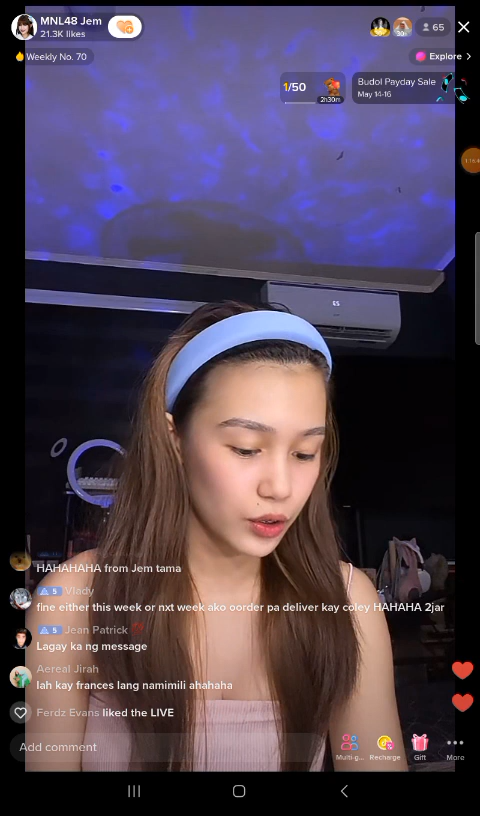 MNL48 Jem
21.3K likes
30+
65
Weekly No. 70
Explore
1/50
2h30m
Budol Payday Sale
May 14-16
HAHAHAHA from Jem tama
5 Vlady
fine either this week or nxt week ako oorder pa deliver kay coley HAHAHA 2jar
5 Jean Patrick
Lagay ka ng message
Aereal Jirah
lah kay frances lang namimili ahahaha
Ferdz Evans liked the LIVE
Add comment
Multi-g...
Recharge
Gift
More